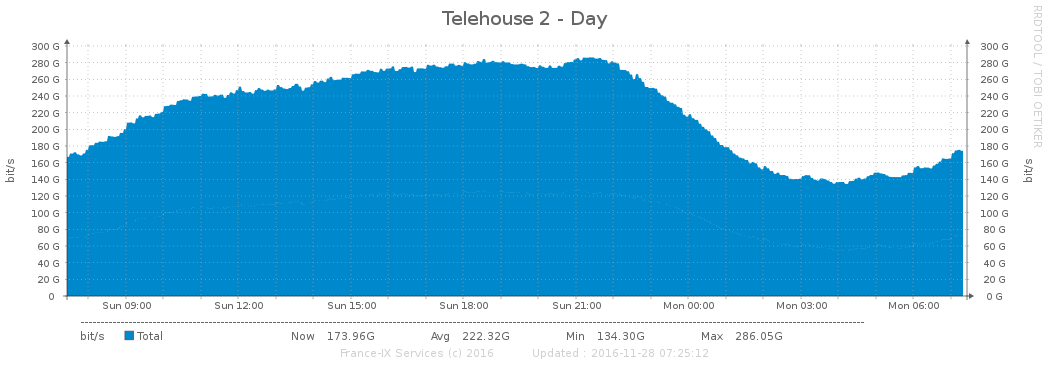 Telehouse 2 - Day
RRDTOOL / TOBI OETIKER
bit/s
300 G 300 G
280 G 280 G
260 G 260 G
240 G 240 G
220 G 220 G
200 G 200 G
180 G 180 G
160 G 160 G
140 G 140 G
120 G 120 G
100 G 100 G
80 G 80 G
60 G 60 G
40 G 40 G
20 G 20 G
0 0 G
bit/s
Sun 09:00 Sun 12:00 Sun 15:00 Sun 18:00 Sun 21:00 Mon 00:00 Mon 03:00 Mon 06:00
bit/s Total Now 173.96G Avg 222.32G Min 134.30G Max 286.05G
France-IX Services (c) 2016 Updated : 2016-11-28 07:25:12